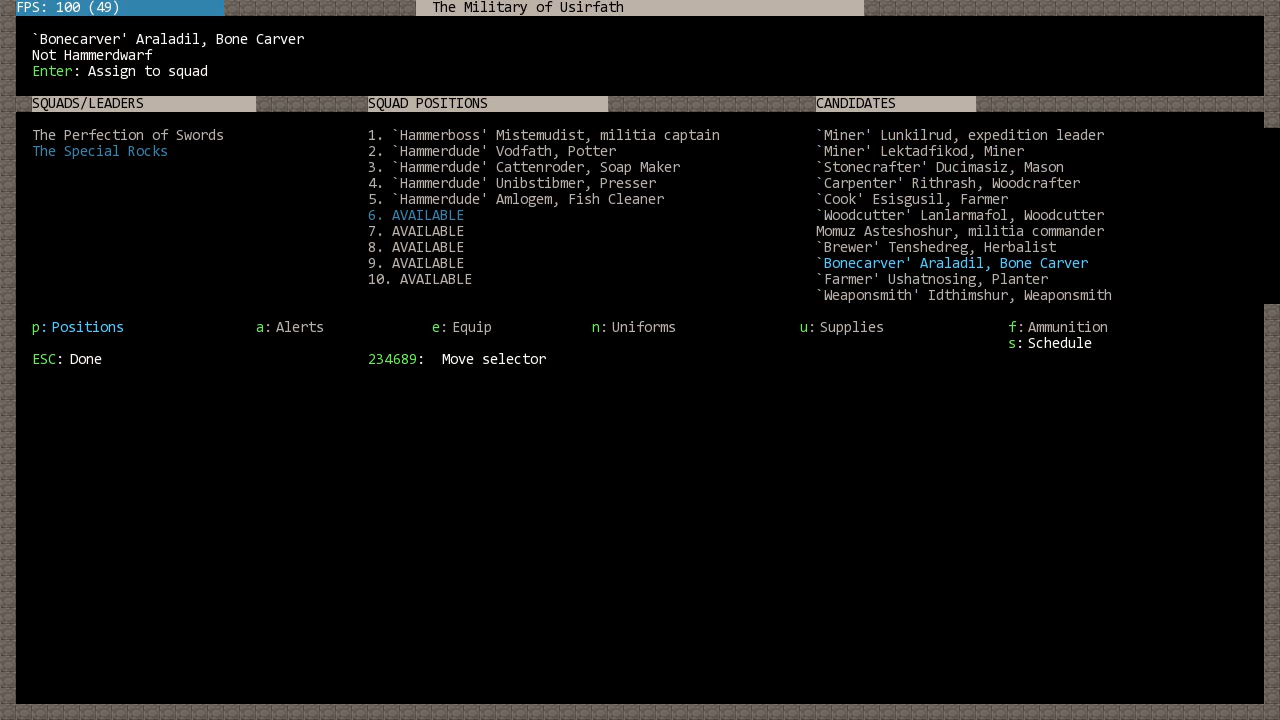 FPS: 100 (49)
The Military of Usirfath
`Bonecarver' Araladil, Bone Carver
Not Hammerdwarf
Enter: Assign to squad
SQUADS/LEADERS
The Perfection of Swords
The Special Rocks
SQUAD POSITIONS
1. `Hammerboss' Mistemudist, militia captain
2. `Hammerdude' Vodfath, Potter
3. `Hammerdude' Cattenroder, Soap Maker
4. `Hammerdude' Unibstibmer, Presser
5. `Hammerdude' Amlogem, Fish Cleaner
6. AVAILABLE
7. AVAILABLE
8. AVAILABLE
9. AVAILABLE
10. AVAILABLE
CANDIDATES
`Miner' Lunkilrud, expedition leader
`Miner' Lektadfikod, Miner
`Stonecrafter' Ducimasiz, Mason
`Carpenter' Rithrash, Woodcrafter
`Cook' Esisgusil, Farmer
`Woodcutter' Lanlarmafol, Woodcutter
Momuz Asteshoshur, militia commander
`Brewer' Tenshedreg, Herbalist
`Bonecarver' Araladil, Bone Carver
`Farmer' Ushatnosing, Planter
`Weaponsmith' Idthimshur, Weaponsmith
p: Positions
a: Alerts
e: Equip
n: Uniforms
u: Supplies
f: Ammunition
s: Schedule
ESC: Done
234689: Move selector